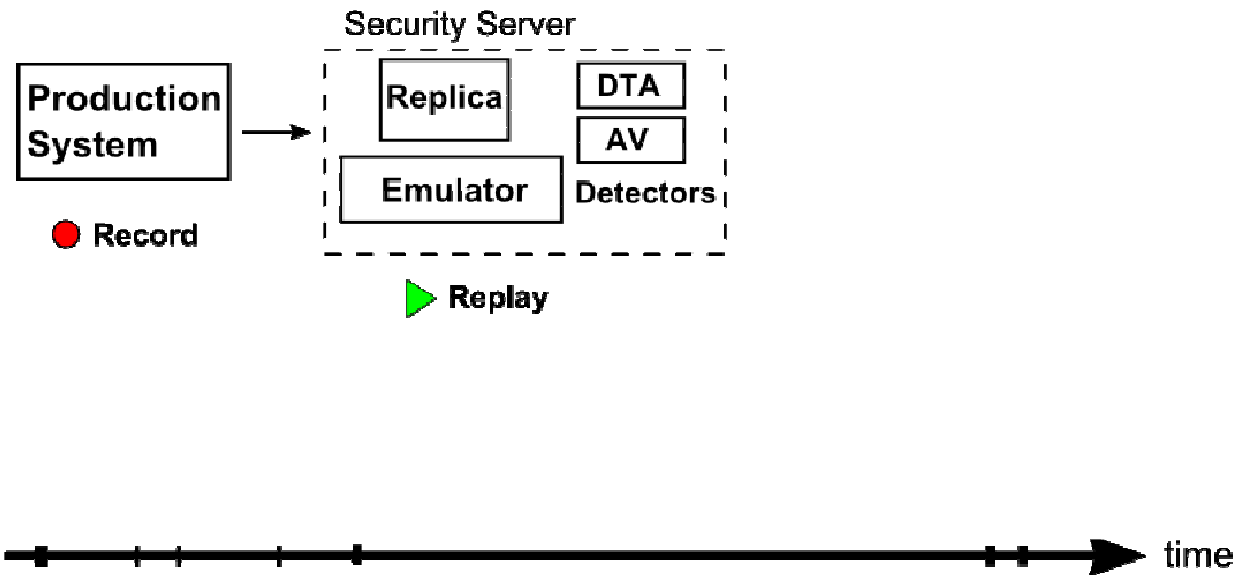 Security Server
Production
System
Replica
DTA
AV
Emulator
Detectors
Record
Replay
time